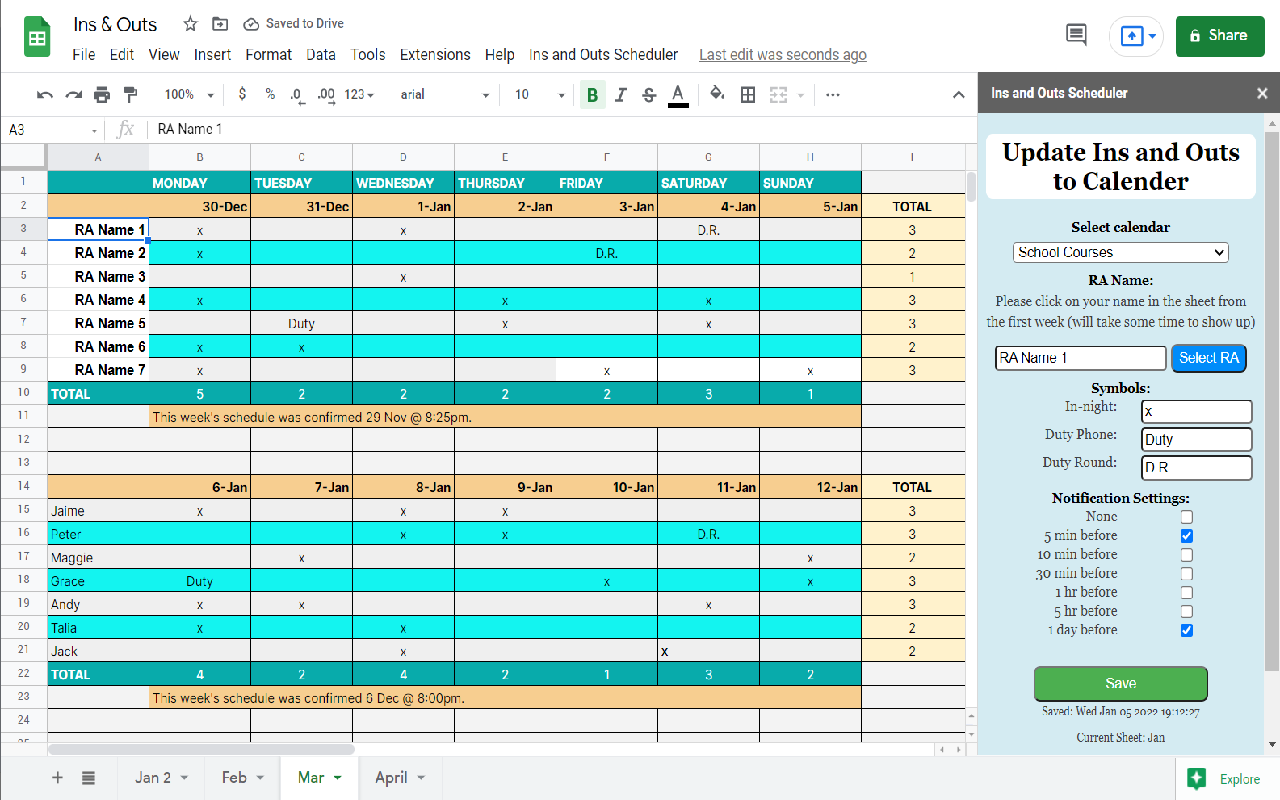 Ins & Outs
Saved to Drive
File Edit View Insert Format Data Tools Extensions Help Ins and Outs Scheduler Last edit was seconds ago
Share
100% $ % .0 .00 123 arial 10 B I S A
A3 fx RA Name 1
A B C D E F G H I
1 MONDAY TUESDAY WEDNESDAY THURSDAY FRIDAY SATURDAY SUNDAY
2 30-Dec 31-Dec 1-Jan 2-Jan 3-Jan 4-Jan 5-Jan TOTAL
3 RA Name 1 x x D.R. 3
4 RA Name 2 x D.R. 2
5 RA Name 3 x 1
6 RA Name 4 x x x 3
7 RA Name 5 Duty x x 3
8 RA Name 6 x x 2
9 RA Name 7 x x x 3
10 TOTAL 5 2 2 2 2 3 1
11 This week's schedule was confirmed 29 Nov @ 8:25pm.
12
13
14 6-Jan 7-Jan 8-Jan 9-Jan 10-Jan 11-Jan 12-Jan TOTAL
15 Jaime x x x 3
16 Peter x x D.R. 3
17 Maggie x x 2
18 Grace Duty x x 3
19 Andy x x x 3
20 Talia x x 2
21 Jack x x 2
22 TOTAL 4 2 4 2 1 3 2
23 This week's schedule was confirmed 6 Dec @ 8:00pm.
24
Jan 2 Feb Mar April
Explore
Ins and Outs Scheduler
Update Ins and Outs
to Calender
Select calendar
School Courses
RA Name:
Please click on your name in the sheet from
the first week (will take some time to show up)
RA Name 1 Select RA
Symbols:
In-night: x
Duty Phone: Duty
Duty Round: D.R
Notification Settings:
None
5 min before
10 min before
30 min before
1 hr before
5 hr before
1 day before
Save
Saved: Wed Jan 05 2022 19:12:27
Current Sheet: Jan